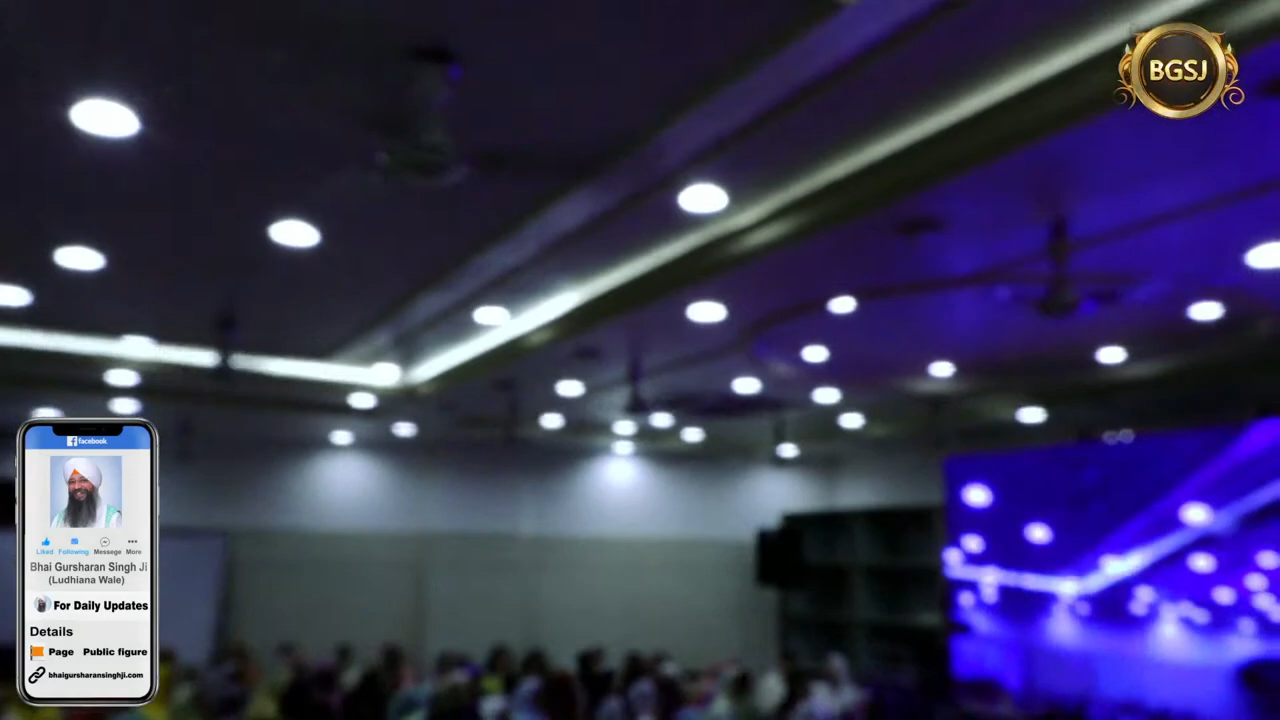 BGSJ
facebook
Liked Following Message More
Bhai Gursharan Singh Ji
(Ludhiana Wale)
For Daily Updates
Details
Page Public figure
bhaigursharansinghji.com